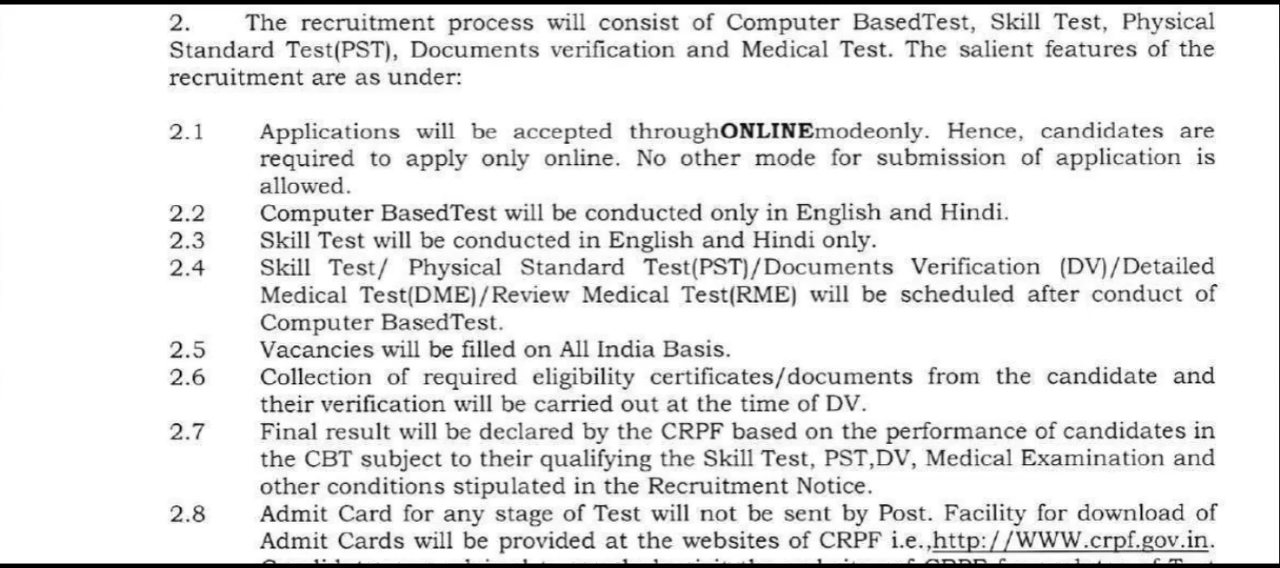 2. The recruitment process will consist of Computer BasedTest, Skill Test, Physical
Standard Test(PST), Documents verification and Medical Test. The salient features of the
recruitment are as under:
2.1 Applications will be accepted throughONLINEmodeonly. Hence, candidates are
required to apply only online. No other mode for submission of application is
allowed.
2.2 Computer BasedTest will be conducted only in English and Hindi.
2.3 Skill Test will be conducted in English and Hindi only.
2.4 Skill Test/ Physical Standard Test(PST)/Documents Verification (DV)/Detailed
Medical Test(DME)/Review Medical Test(RME) will be scheduled after conduct of
Computer BasedTest.
2.5 Vacancies will be filled on All India Basis.
2.6 Collection of required eligibility certificates/documents from the candidate and
their verification will be carried out at the time of DV.
2.7 Final result will be declared by the CRPF based on the performance of candidates in
the CBT subject to their qualifying the Skill Test, PST,DV, Medical Examination and
other conditions stipulated in the Recruitment Notice.
2.8 Admit Card for any stage of Test will not be sent by Post. Facility for download of
Admit Cards will be provided at the websites of CRPF i.e.,http://WWW.crpf.gov.in.